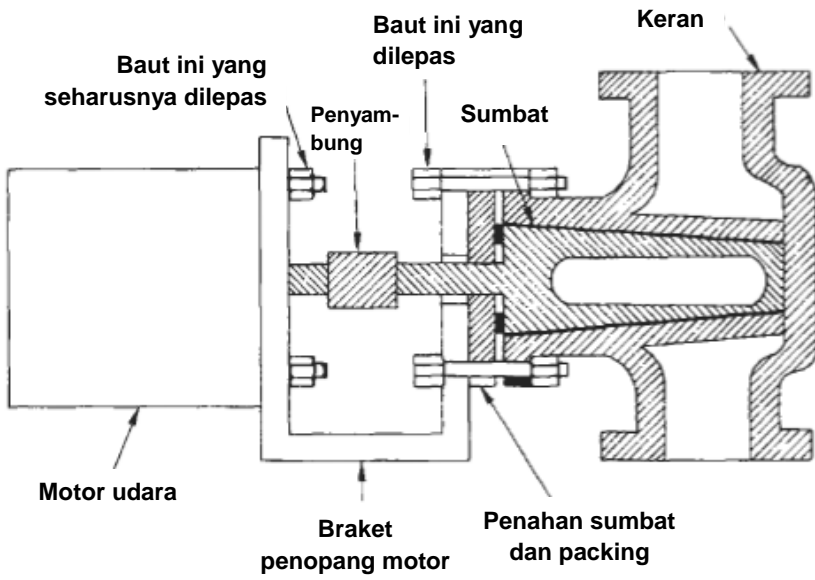 Baut ini yang
dilepas
Keran
Baut ini yang
seharusnya dilepas
Penyam-
bung
Sumbat
Motor udara
Braket
penopang motor
Penahan sumbat
dan packing